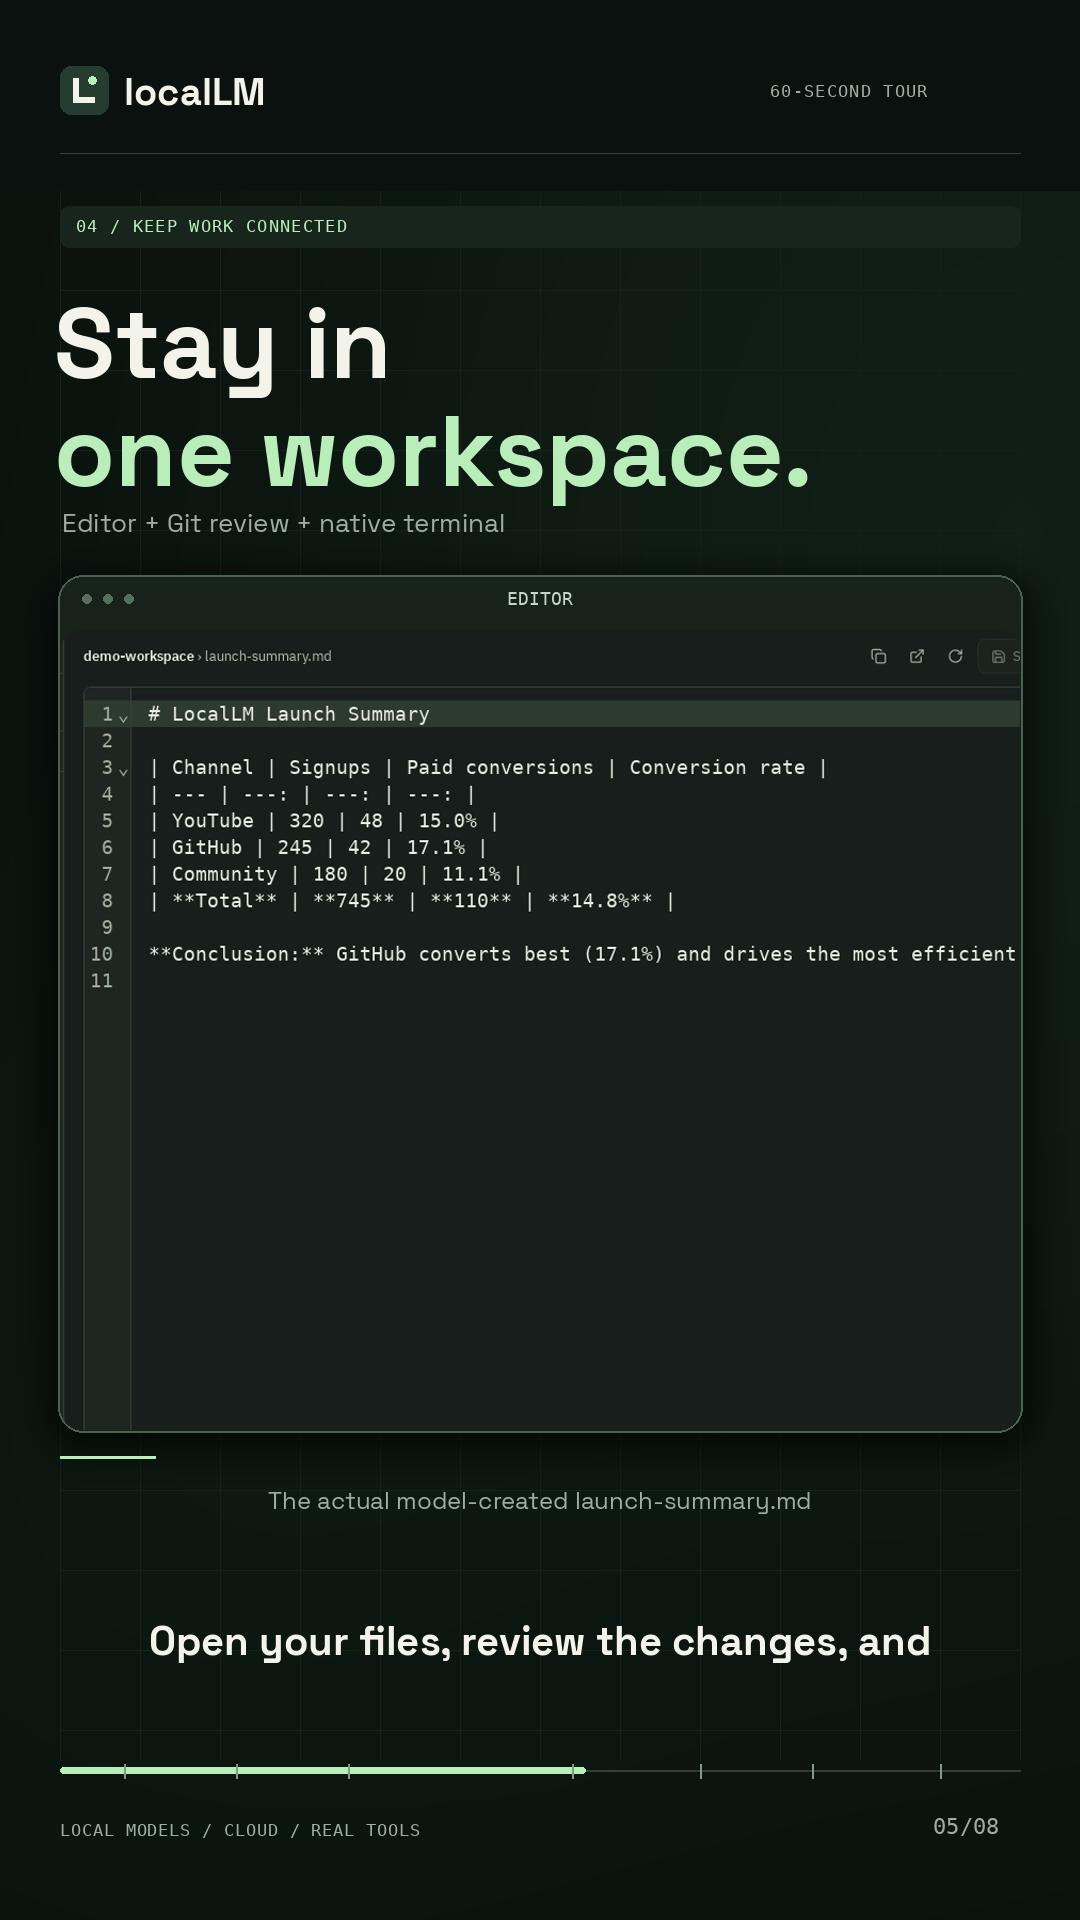 localLM
60-SECOND TOUR
04 / KEEP WORK CONNECTED
Stay in
one workspace.
Editor + Git review + native terminal
EDITOR
demo-workspace › launch-summary.md
1 # LocalLM Launch Summary
2
3 | Channel | Signups | Paid conversions | Conversion rate |
4 | --- | ---: | ---: | ---: |
5 | YouTube | 320 | 48 | 15.0% |
6 | GitHub | 245 | 42 | 17.1% |
7 | Community | 180 | 20 | 11.1% |
8 | **Total** | **745** | **110** | **14.8%** |
9
10 **Conclusion:** GitHub converts best (17.1%) and drives the most efficient
11
The actual model-created launch-summary.md
Open your files, review the changes, and
LOCAL MODELS / CLOUD / REAL TOOLS
05/08